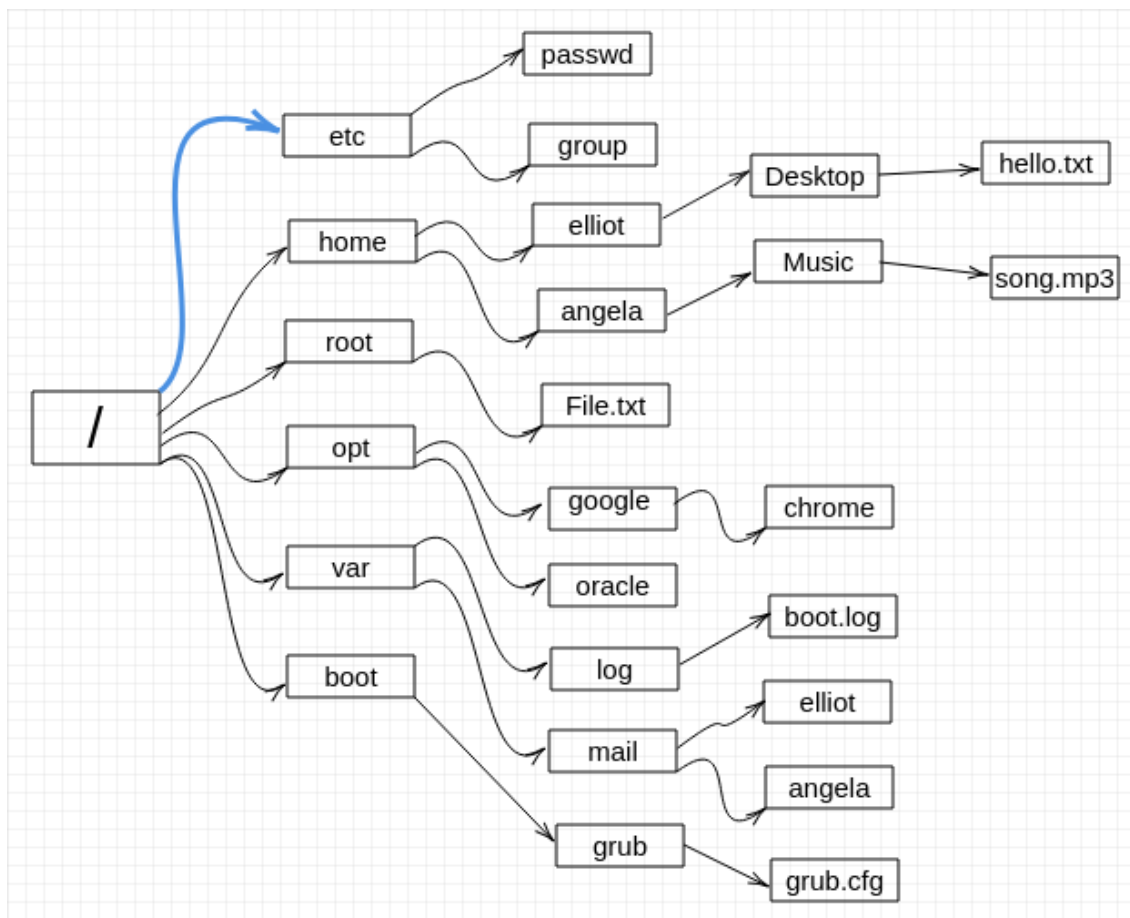 passwd
etc
group
Desktop
hello.txt
elliot
home
Music
song.mp3
angela
root
File.txt
/
opt
google
chrome
var
oracle
boot.log
log
boot
elliot
mail
angela
grub
grub.cfg